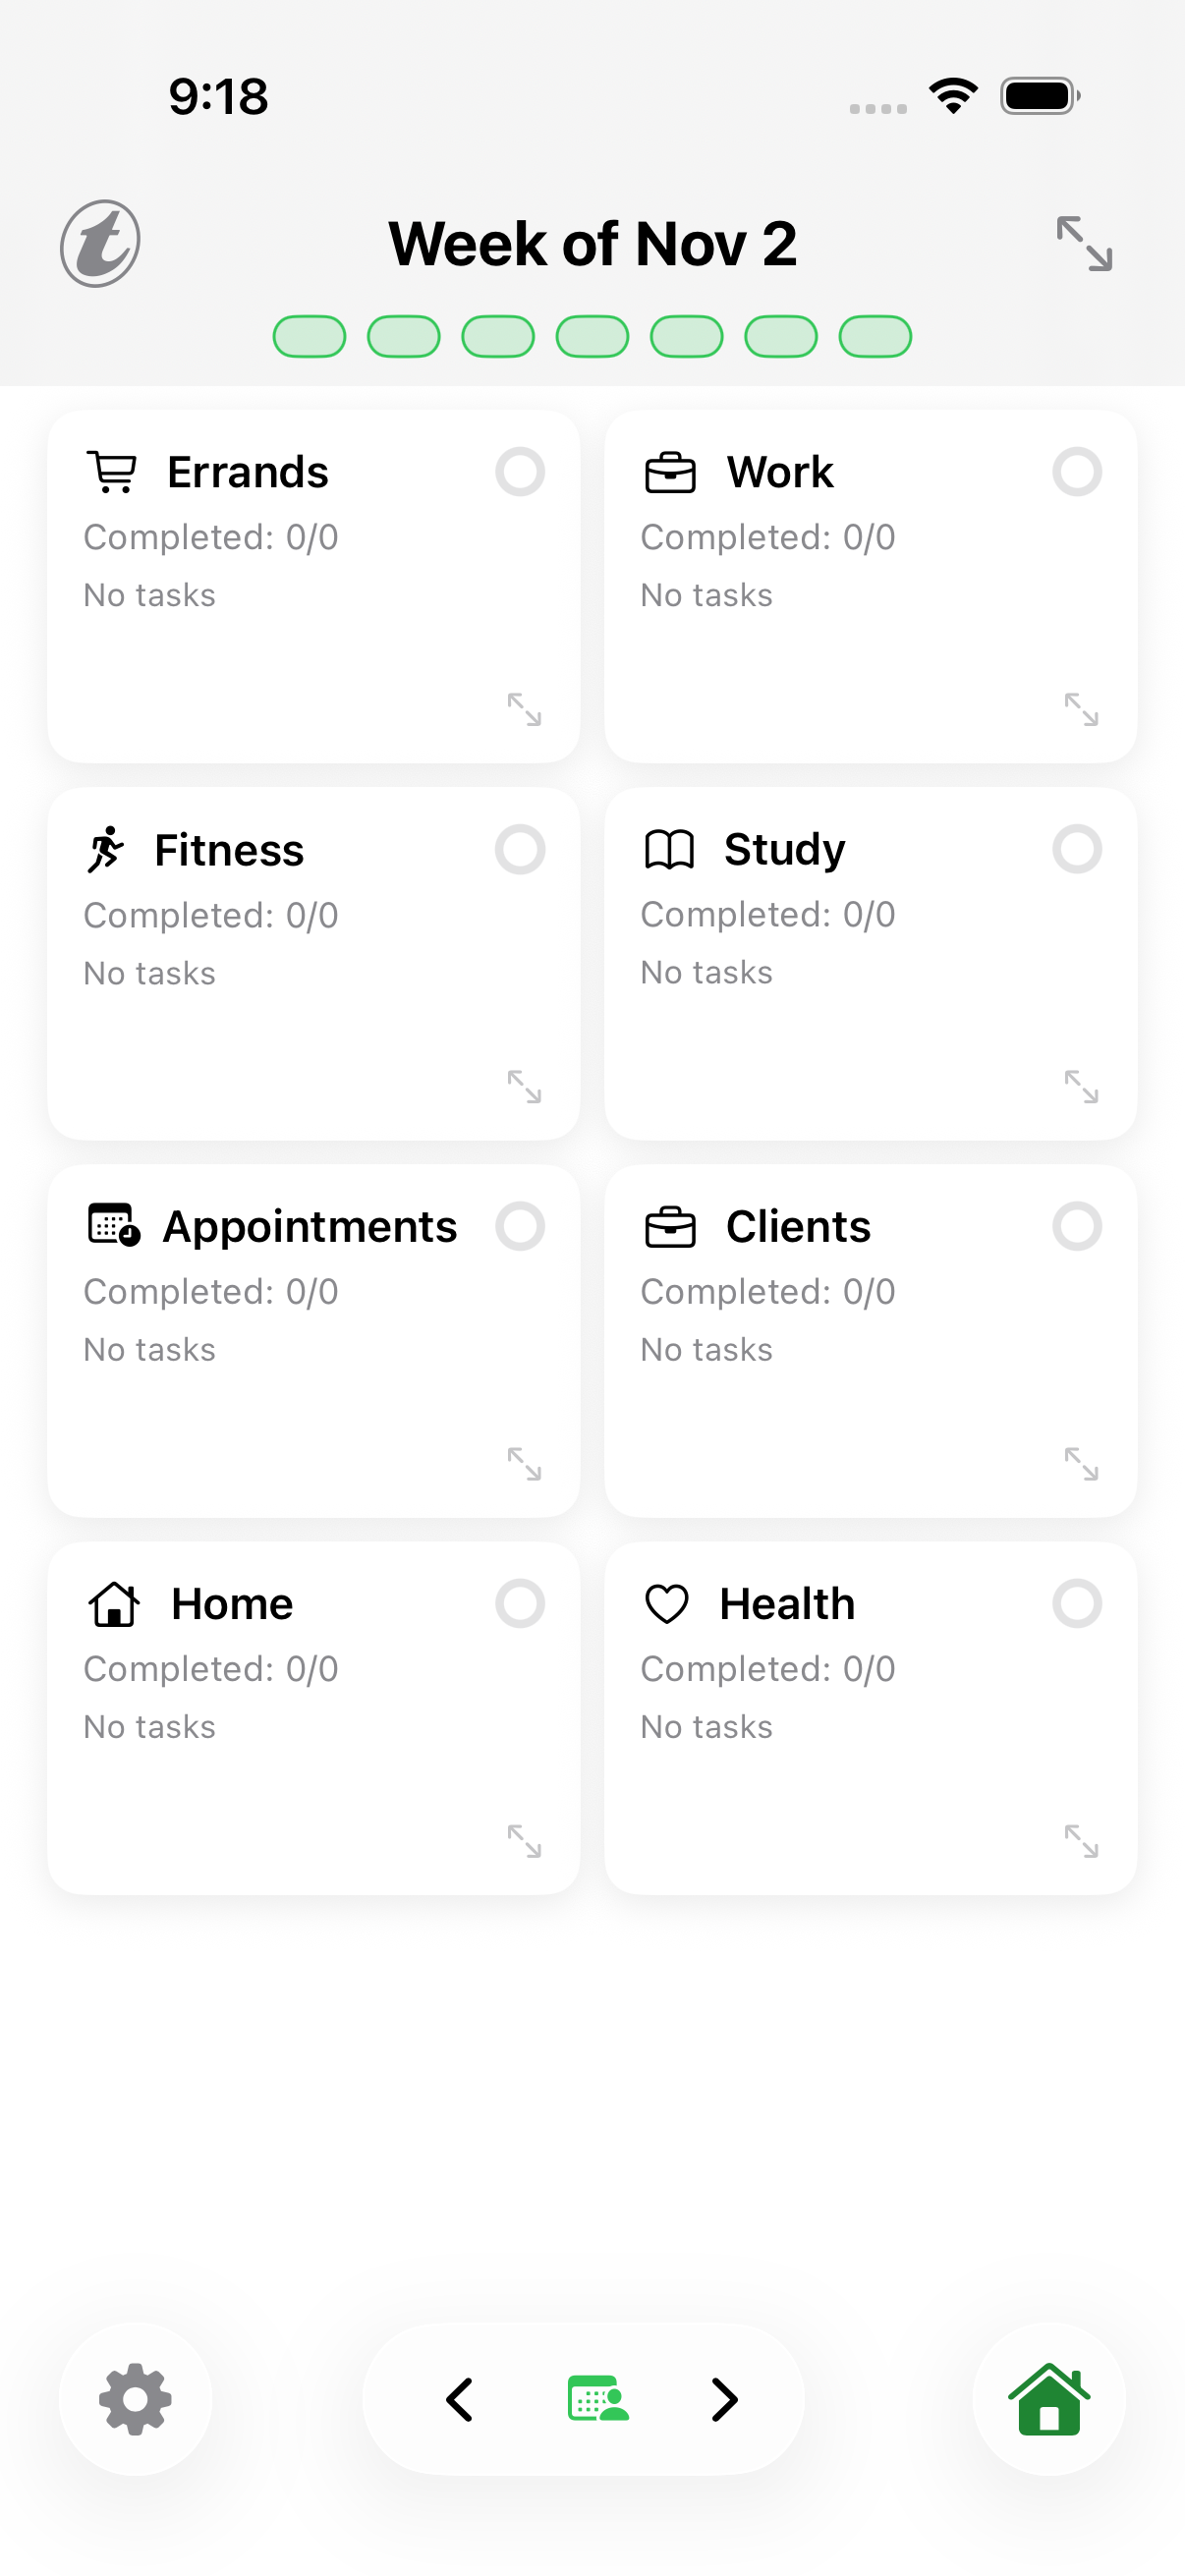 9:18
t
Week of Nov 2
Errands
Completed: 0/0
No tasks
Work
Completed: 0/0
No tasks
Fitness
Completed: 0/0
No tasks
Study
Completed: 0/0
No tasks
Appointments
Completed: 0/0
No tasks
Clients
Completed: 0/0
No tasks
Home
Completed: 0/0
No tasks
Health
Completed: 0/0
No tasks